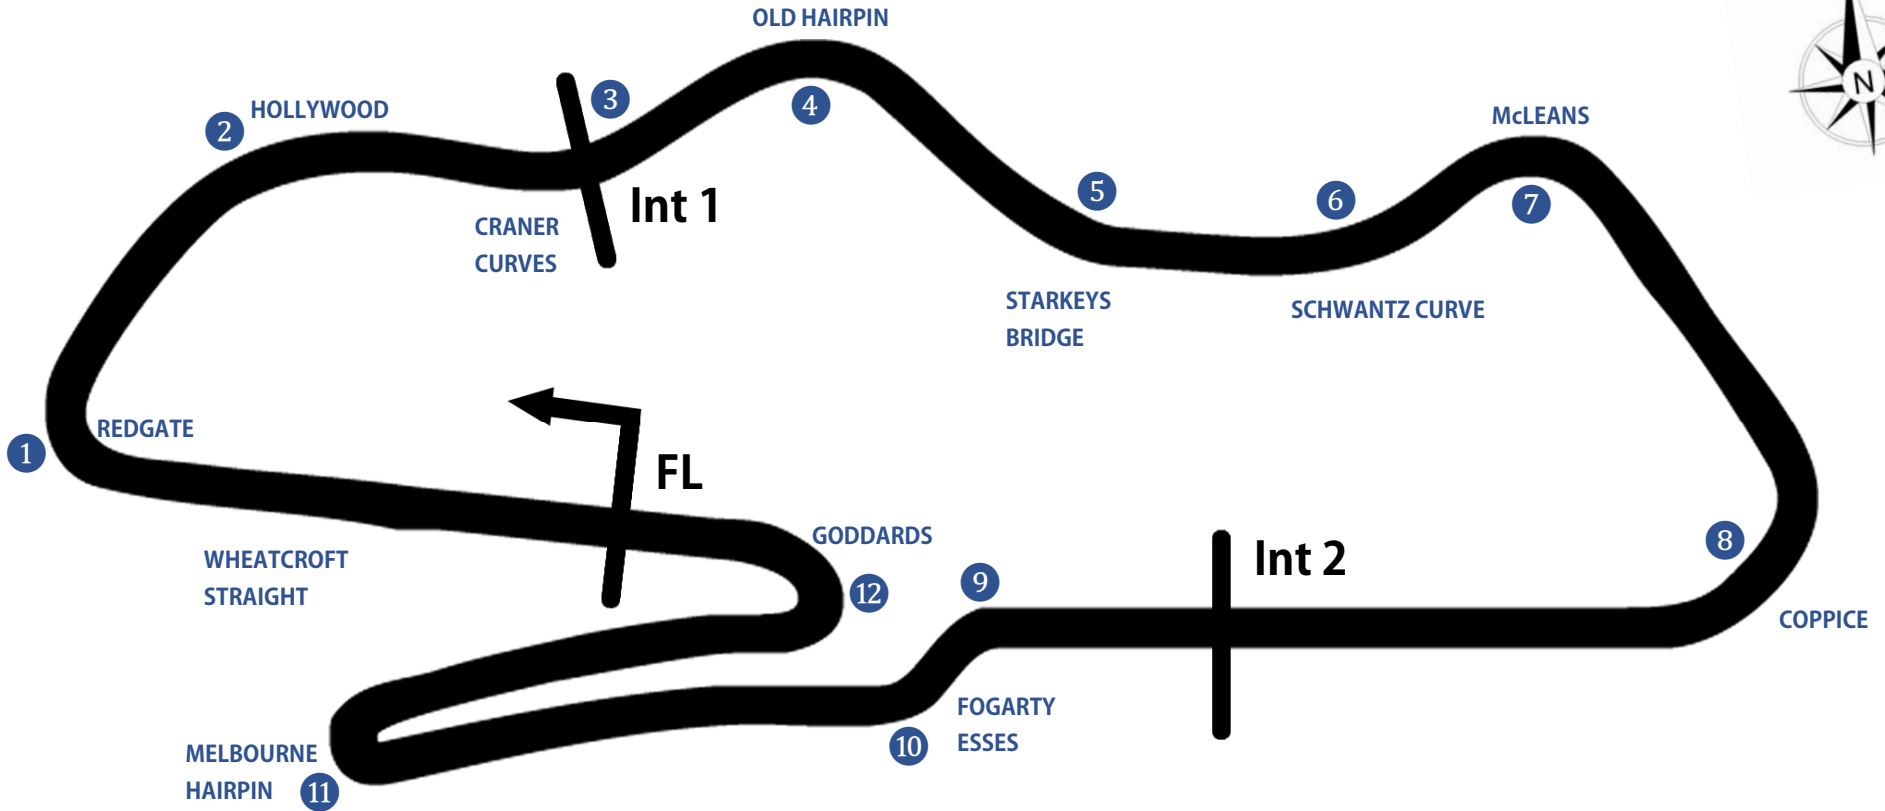 OLD HAIRPIN
N
3
HOLLYWOOD
2
4
McLEANS
Int 1
5
6
7
CRANER
CURVES
STARKEYS
BRIDGE
SCHWANTZ CURVE
REDGATE
1
FL
WHEATCROFT
STRAIGHT
GODDARDS
12
9
Int 2
8
COPPICE
FOGARTY
ESSES
10
MELBOURNE
HAIRPIN
11